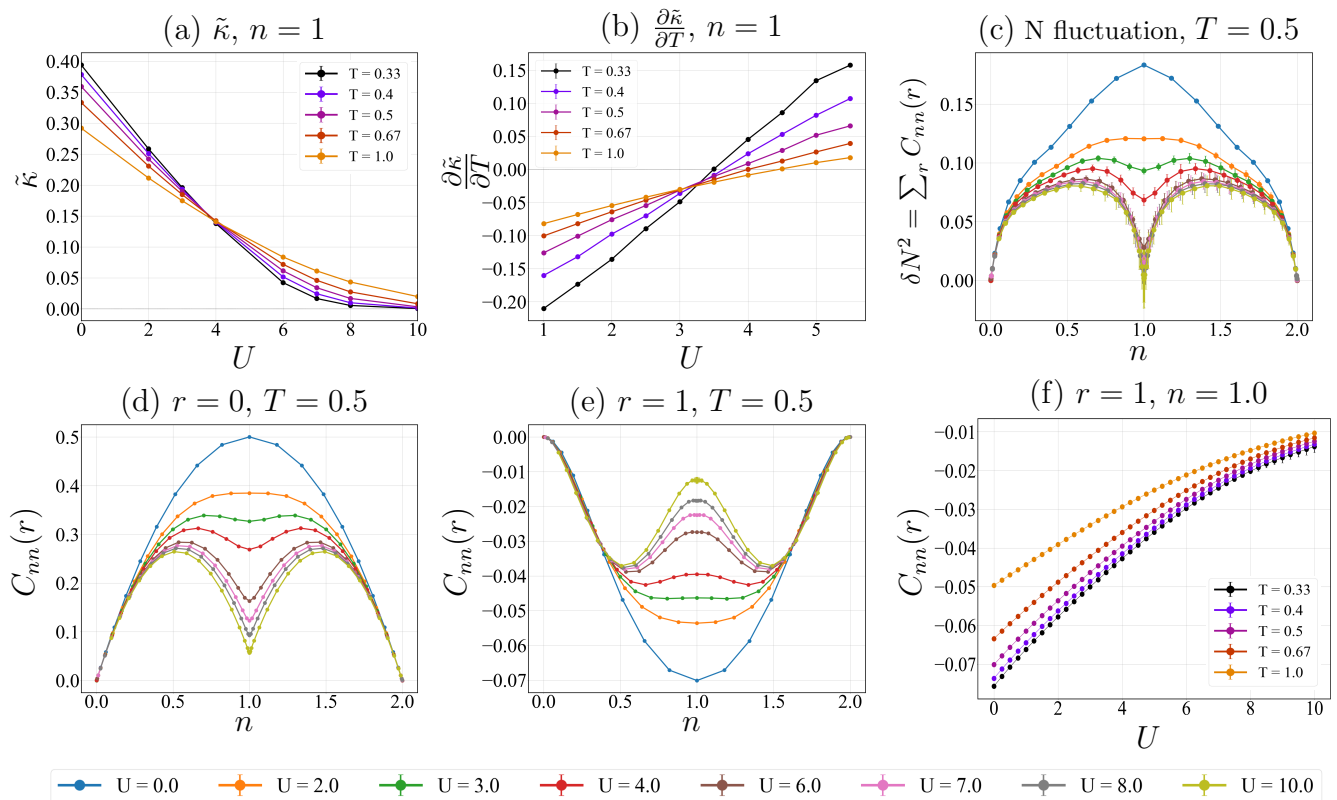 (a) κ̃, n = 1
0.40
0.35
0.30
0.25
0.20
0.15
0.10
0.05
0.00
κ̃
0 2 4 6 8 10
U
T = 0.33
T = 0.4
T = 0.5
T = 0.67
T = 1.0
(b) ∂κ̃/∂T, n = 1
0.15
0.10
0.05
0.00
−0.05
−0.10
−0.15
−0.20
∂κ̃/∂T
1 2 3 4 5
U
T = 0.33
T = 0.4
T = 0.5
T = 0.67
T = 1.0
(c) N fluctuation, T = 0.5
0.15
0.10
0.05
0.00
δN² = ∑ᵣ Cₙₙ(r)
0.0 0.5 1.0 1.5 2.0
n
(d) r = 0, T = 0.5
0.5
0.4
0.3
0.2
0.1
0.0
Cₙₙ(r)
0.0 0.5 1.0 1.5 2.0
n
(e) r = 1, T = 0.5
0.00
−0.01
−0.02
−0.03
−0.04
−0.05
−0.06
−0.07
Cₙₙ(r)
0.0 0.5 1.0 1.5 2.0
n
(f) r = 1, n = 1.0
−0.01
−0.02
−0.03
−0.04
−0.05
−0.06
−0.07
Cₙₙ(r)
0 2 4 6 8 10
U
T = 0.33
T = 0.4
T = 0.5
T = 0.67
T = 1.0
U = 0.0 U = 2.0 U = 3.0 U = 4.0 U = 6.0 U = 7.0 U = 8.0 U = 10.0